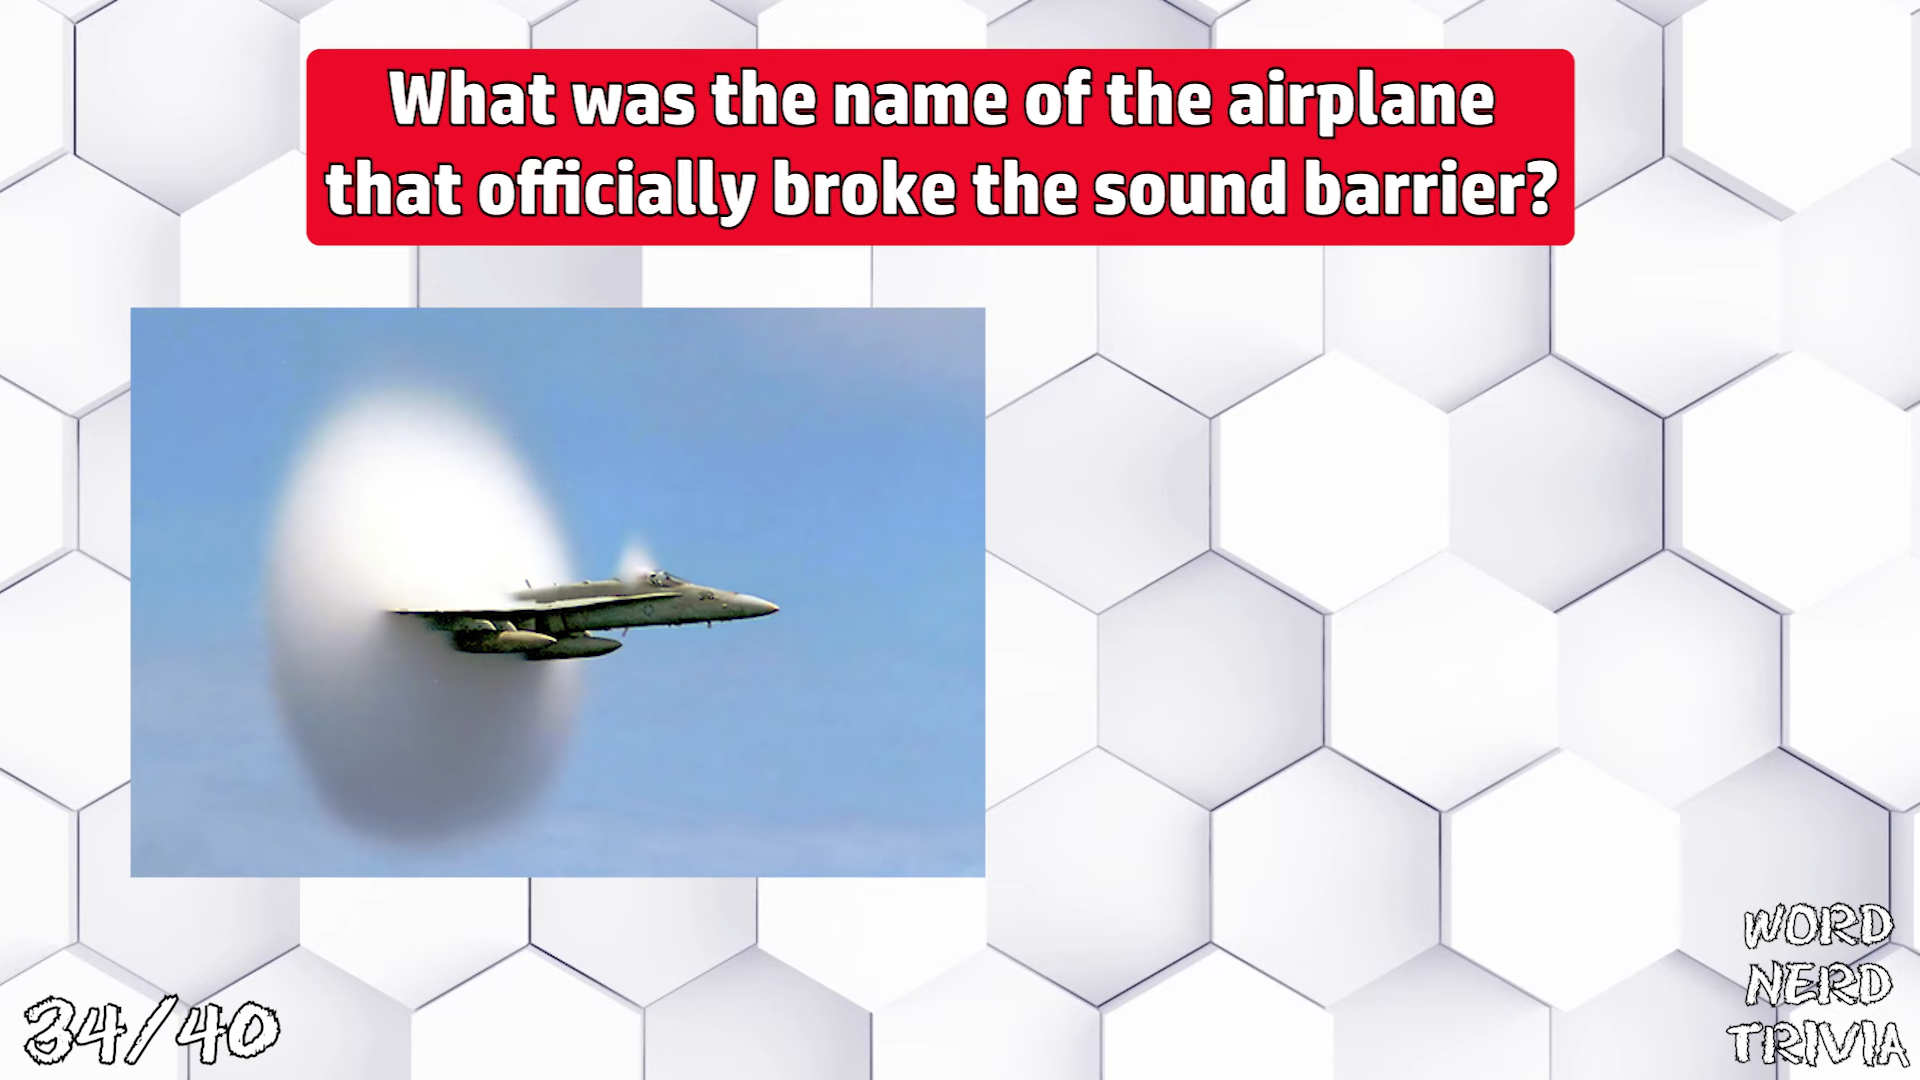 What was the name of the airplane
that officially broke the sound barrier?
34/40
WORD
NERD
TRIVIA